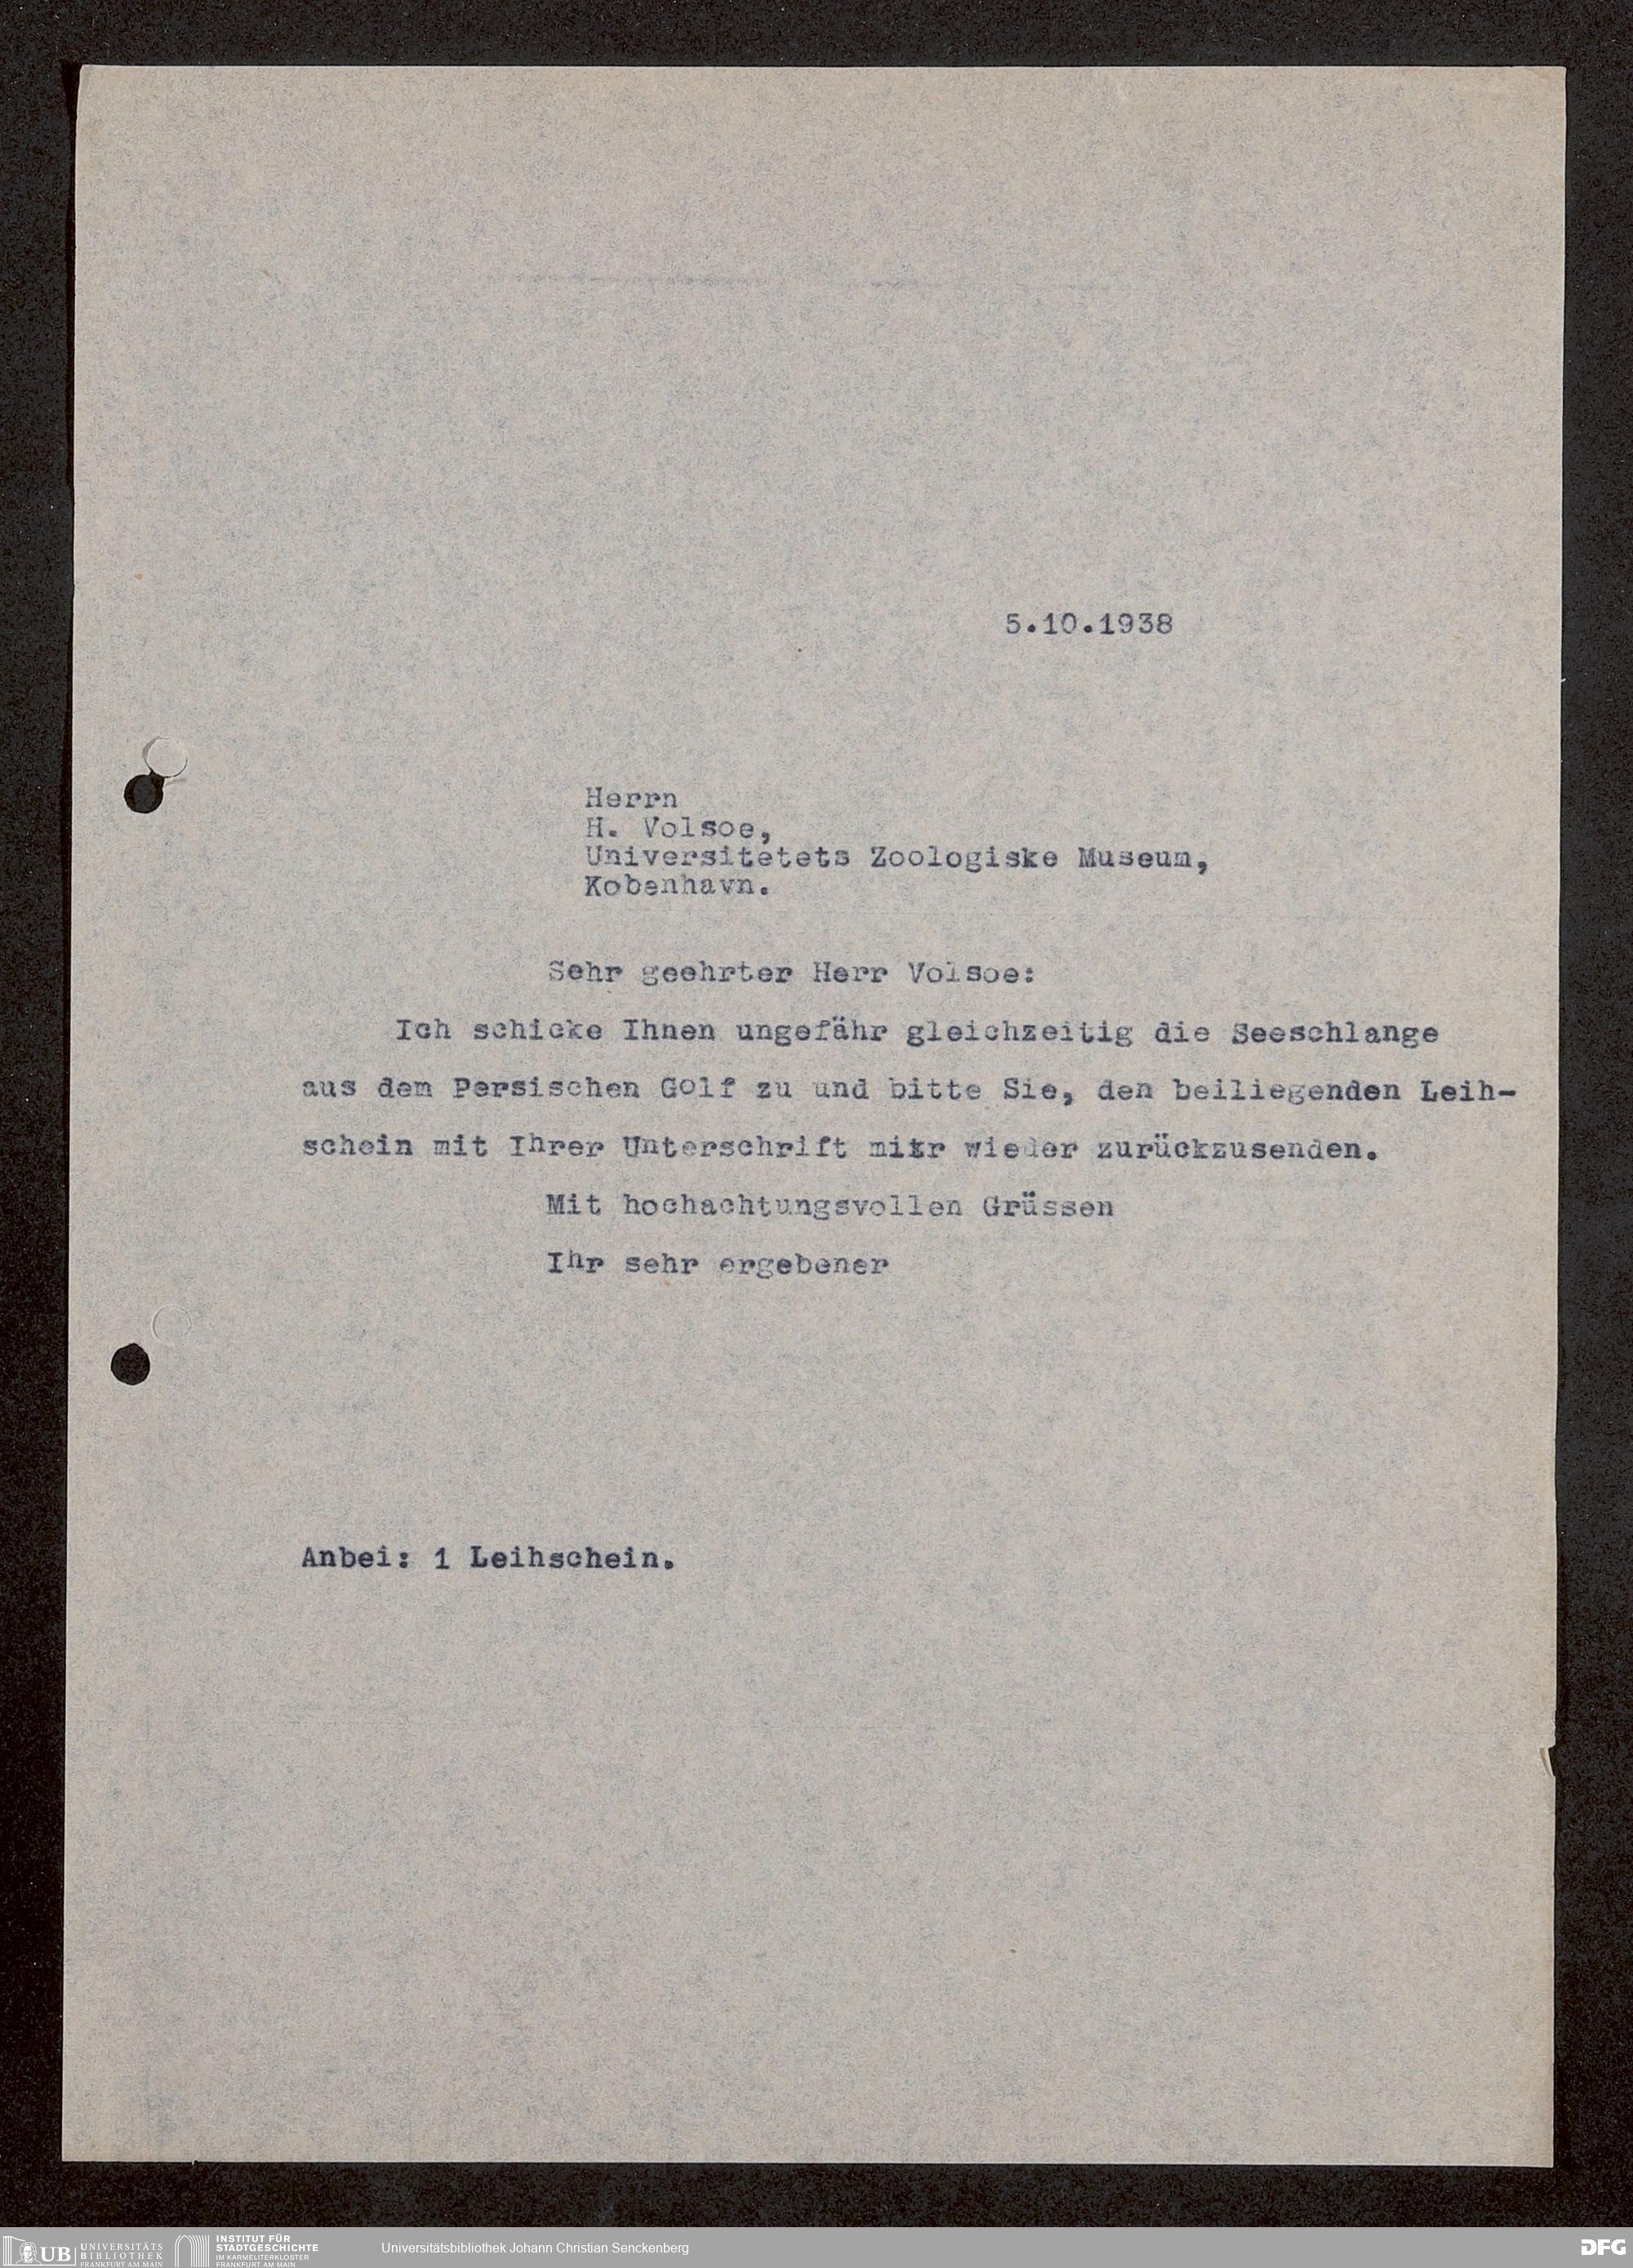 5.10.1938
Herrn
H. Volsoe,
Universitetets Zoologiske Museum,
Kobenhavn.
Sehr geehrter Herr Volsoe:
Ich schicke Ihnen ungefähr gleichzeitig die Seeschlange
aus dem Persischen Golf zu und bitte Sie, den beiliegenden Leih-
schein mit Ihrer Unterschrift mitr wieder zurückzusenden.
Mit hochachtungsvollen Grüssen
Ihr sehr ergebener
Anbei: 1 Leihschein.
UB UNIVERSITÄTS
BIBLIOTHEK
FRANKFURT AM MAIN
INSTITUT FÜR
STADTGESCHICHTE
IM KARMELITERKLOSTER
FRANKFURT AM MAIN
Universitätsbibliothek Johann Christian Senckenberg
DFG